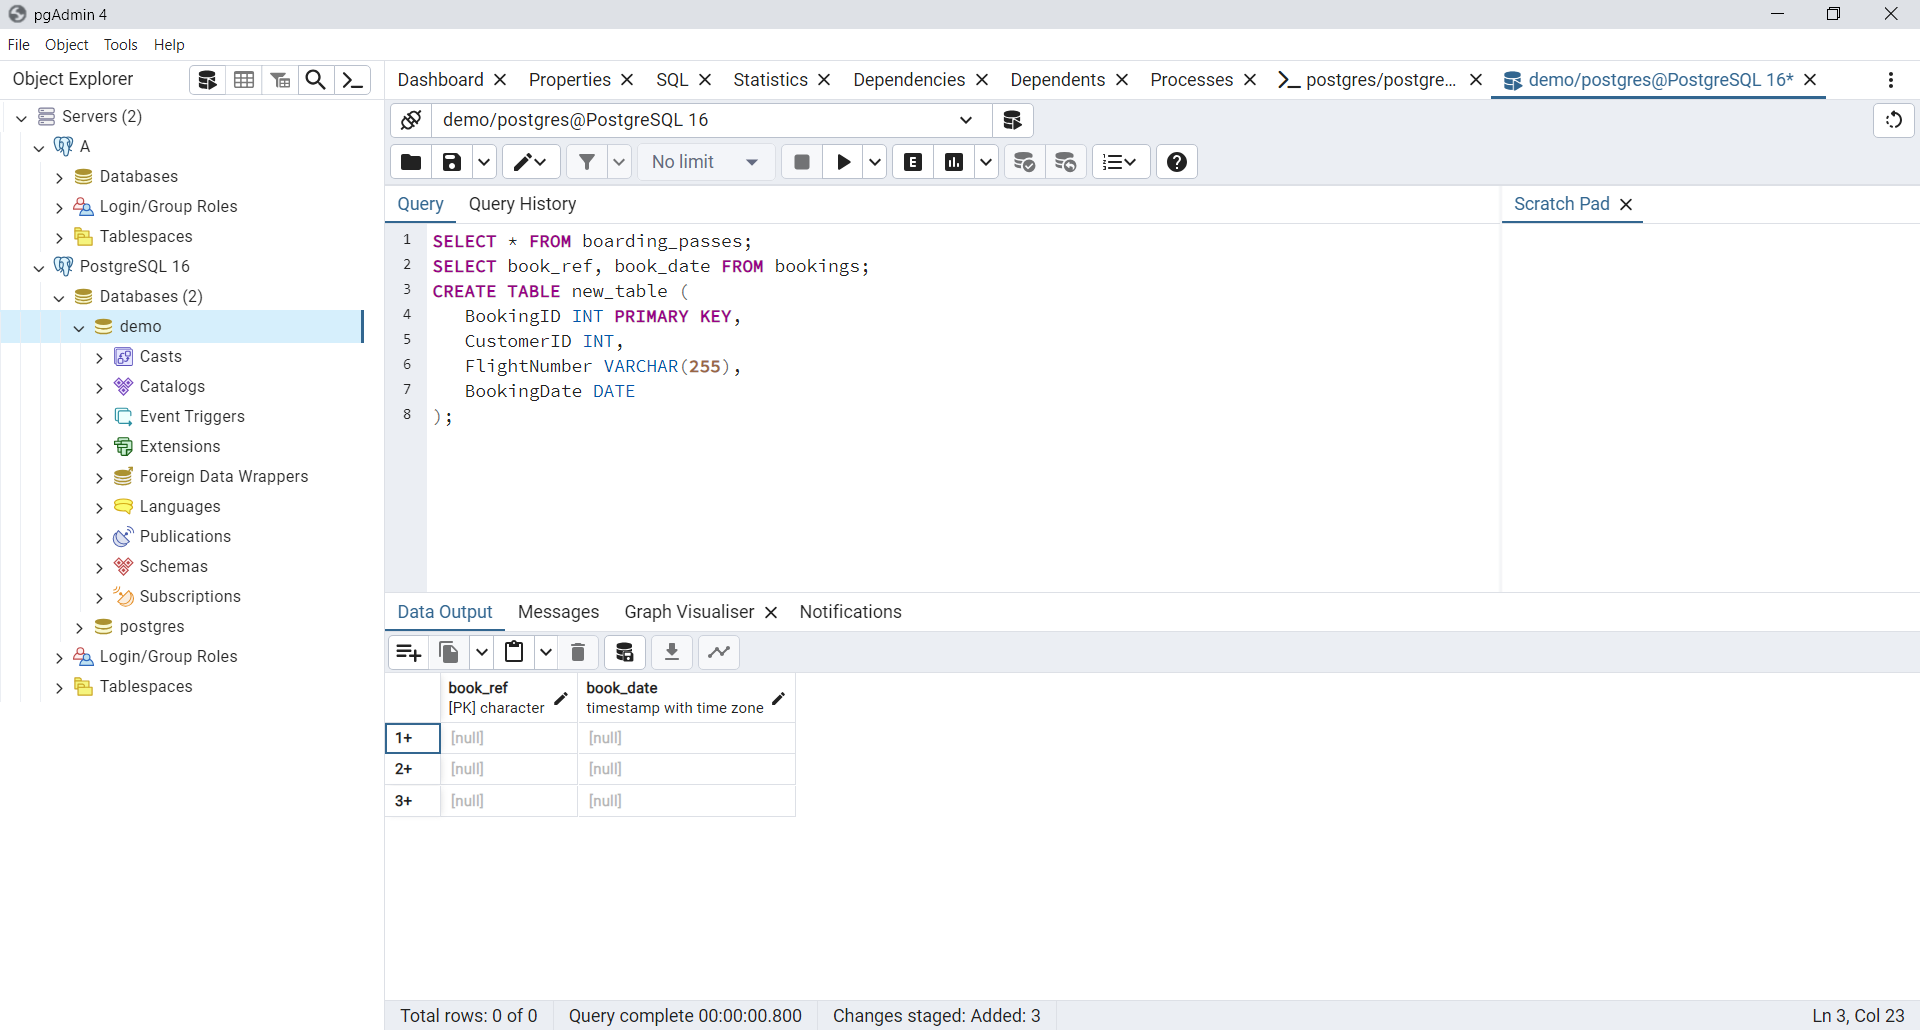 pgAdmin 4
File Object Tools Help
Object Explorer
Servers (2)
A
Databases
Login/Group Roles
Tablespaces
PostgreSQL 16
Databases (2)
demo
Casts
Catalogs
Event Triggers
Extensions
Foreign Data Wrappers
Languages
Publications
Schemas
Subscriptions
postgres
Login/Group Roles
Tablespaces
Dashboard Properties SQL Statistics Dependencies Dependents Processes postgres/postgre... demo/postgres@PostgreSQL 16*
demo/postgres@PostgreSQL 16
No limit E
Query Query History
Scratch Pad
1 SELECT * FROM boarding_passes;
2 SELECT book_ref, book_date FROM bookings;
3 CREATE TABLE new_table (
4 BookingID INT PRIMARY KEY,
5 CustomerID INT,
6 FlightNumber VARCHAR(255),
7 BookingDate DATE
8 );
Data Output Messages Graph Visualiser Notifications
book_ref book_date
[PK] character timestamp with time zone
1+ [null] [null]
2+ [null] [null]
3+ [null] [null]
Total rows: 0 of 0 Query complete 00:00:00.800 Changes staged: Added: 3 Ln 3, Col 23